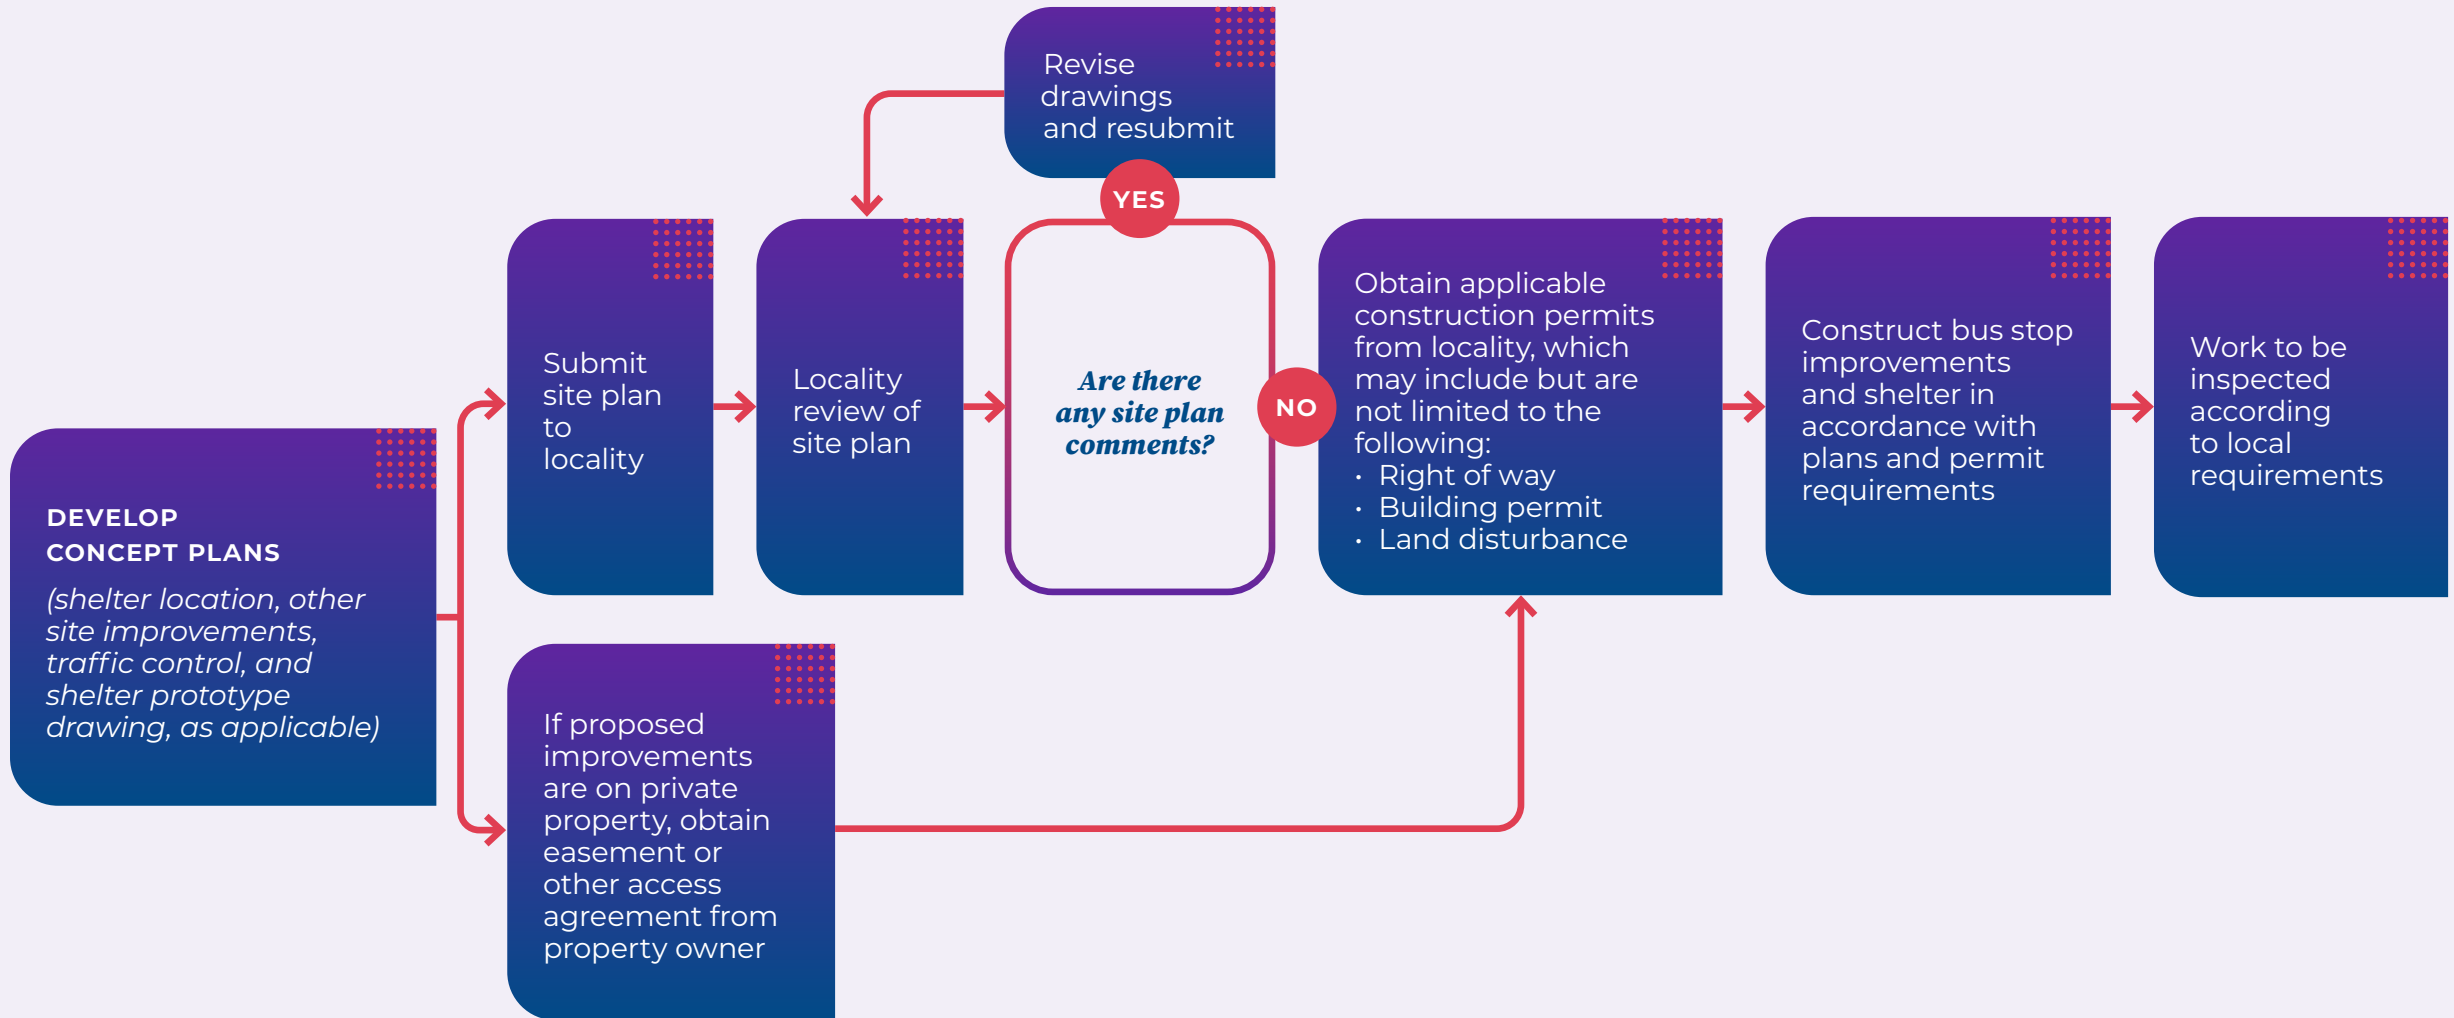 DEVELOP
CONCEPT PLANS
(shelter location, other
site improvements,
traffic control, and
shelter prototype
drawing, as applicable)
Submit
site plan
to
locality
If proposed
improvements
are on private
property, obtain
easement or
other access
agreement from
property owner
Locality
review of
site plan
Revise
drawings
and resubmit
YES
Are there
any site plan
comments?
NO
Obtain applicable
construction permits
from locality, which
may include but are
not limited to the
following:
• Right of way
• Building permit
• Land disturbance
Construct bus stop
improvements
and shelter in
accordance with
plans and permit
requirements
Work to be
inspected
according
to local
requirements